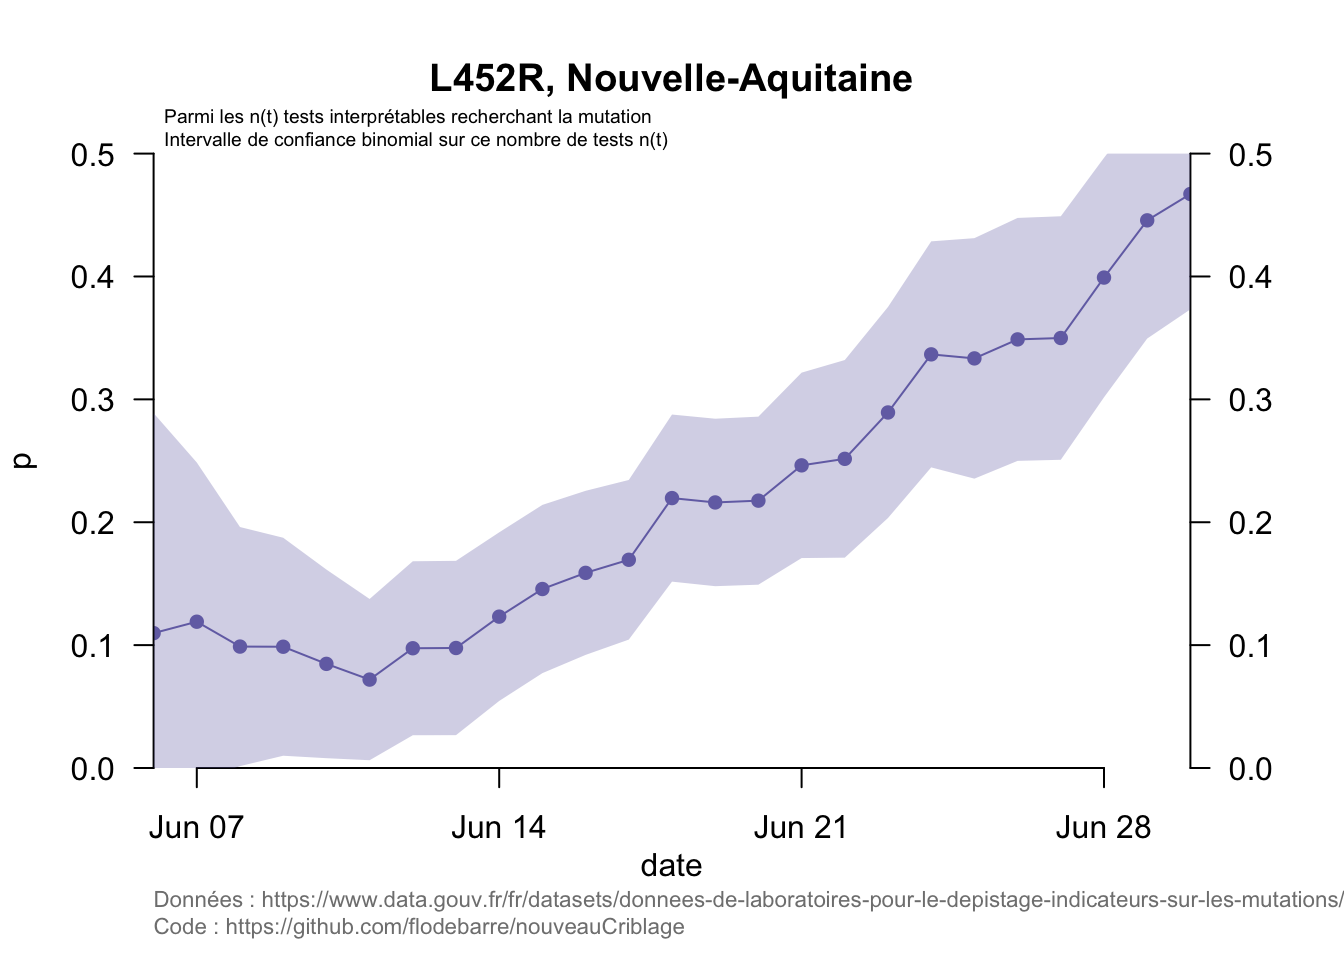 L452R, Nouvelle-Aquitaine
Parmi les n(t) tests interprétables recherchant la mutation
Intervalle de confiance binomial sur ce nombre de tests n(t)
0.5 0.5
0.4 0.4
0.3 0.3
p
0.2 0.2
0.1 0.1
0.0 0.0
Jun 07 Jun 14 Jun 21 Jun 28
date
Données : https://www.data.gouv.fr/fr/datasets/donnees-de-laboratoires-pour-le-depistage-indicateurs-sur-les-mutations/
Code : https://github.com/flodebarre/nouveauCriblage